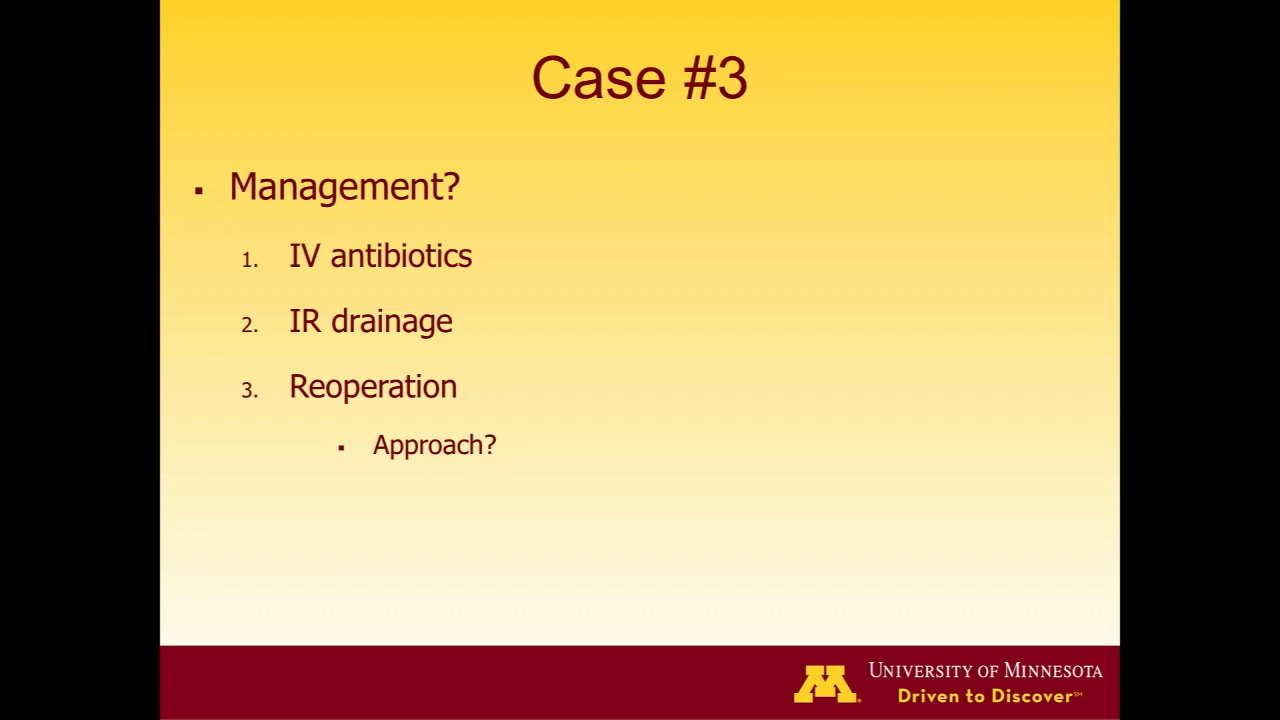 Case #3
▪ Management?
1. IV antibiotics
2. IR drainage
3. Reoperation
▪ Approach?
M
UNIVERSITY OF MINNESOTA
Driven to Discover℠